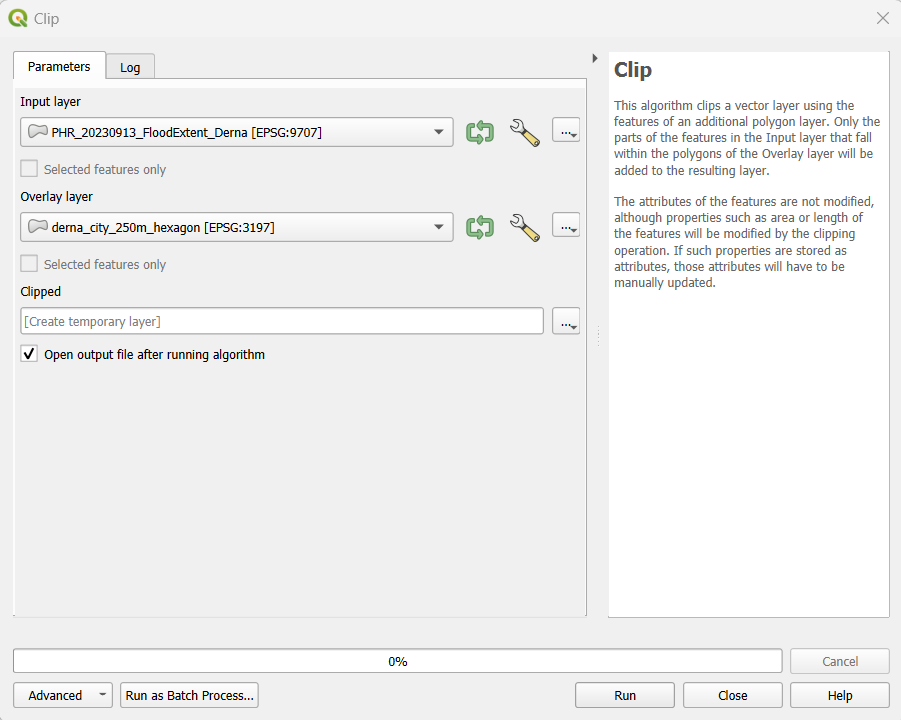 Clip
Parameters
Log
Input layer
PHR_20230913_FloodExtent_Derna [EPSG:9707]
...
Selected features only
Overlay layer
derna_city_250m_hexagon [EPSG:3197]
...
Selected features only
Clipped
[Create temporary layer]
...
Open output file after running algorithm
Clip
This algorithm clips a vector layer using the
features of an additional polygon layer. Only the
parts of the features in the Input layer that fall
within the polygons of the Overlay layer will be
added to the resulting layer.
The attributes of the features are not modified,
although properties such as area or length of
the features will be modified by the clipping
operation. If such properties are stored as
attributes, those attributes will have to be
manually updated.
0%
Cancel
Advanced
Run as Batch Process...
Run
Close
Help